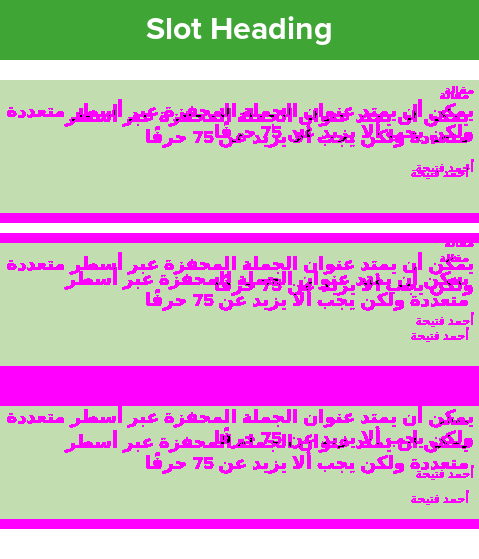 Slot Heading
مقالة
يمكن أن يمتد عنوان الجملة المحفزة عبر أسطر متعددة
ولكن يجب ألا يزيد عن 75 حرفًا
أحمد فتيحة
مقالة
يمكن أن يمتد عنوان الجملة المحفزة عبر أسطر
متعددة ولكن يجب ألا يزيد عن 75 حرفًا
أحمد فتيحة
مقالة
يمكن أن يمتد عنوان الجملة المحفزة عبر أسطر متعددة
ولكن يجب ألا يزيد عن 75 حرفًا
أحمد فتيحة
مقالة
يمكن أن يمتد عنوان الجملة المحفزة عبر أسطر
متعددة ولكن يجب ألا يزيد عن 75 حرفًا
أحمد فتيحة
يمكن أن يمتد عنوان الجملة المحفزة عبر أسطر متعددة
ولكن يجب ألا يزيد عن 75 حرفًا
أحمد فتيحة
مقالة
يمكن أن يمتد عنوان الجملة المحفزة عبر أسطر
متعددة ولكن يجب ألا يزيد عن 75 حرفًا
أحمد فتيحة